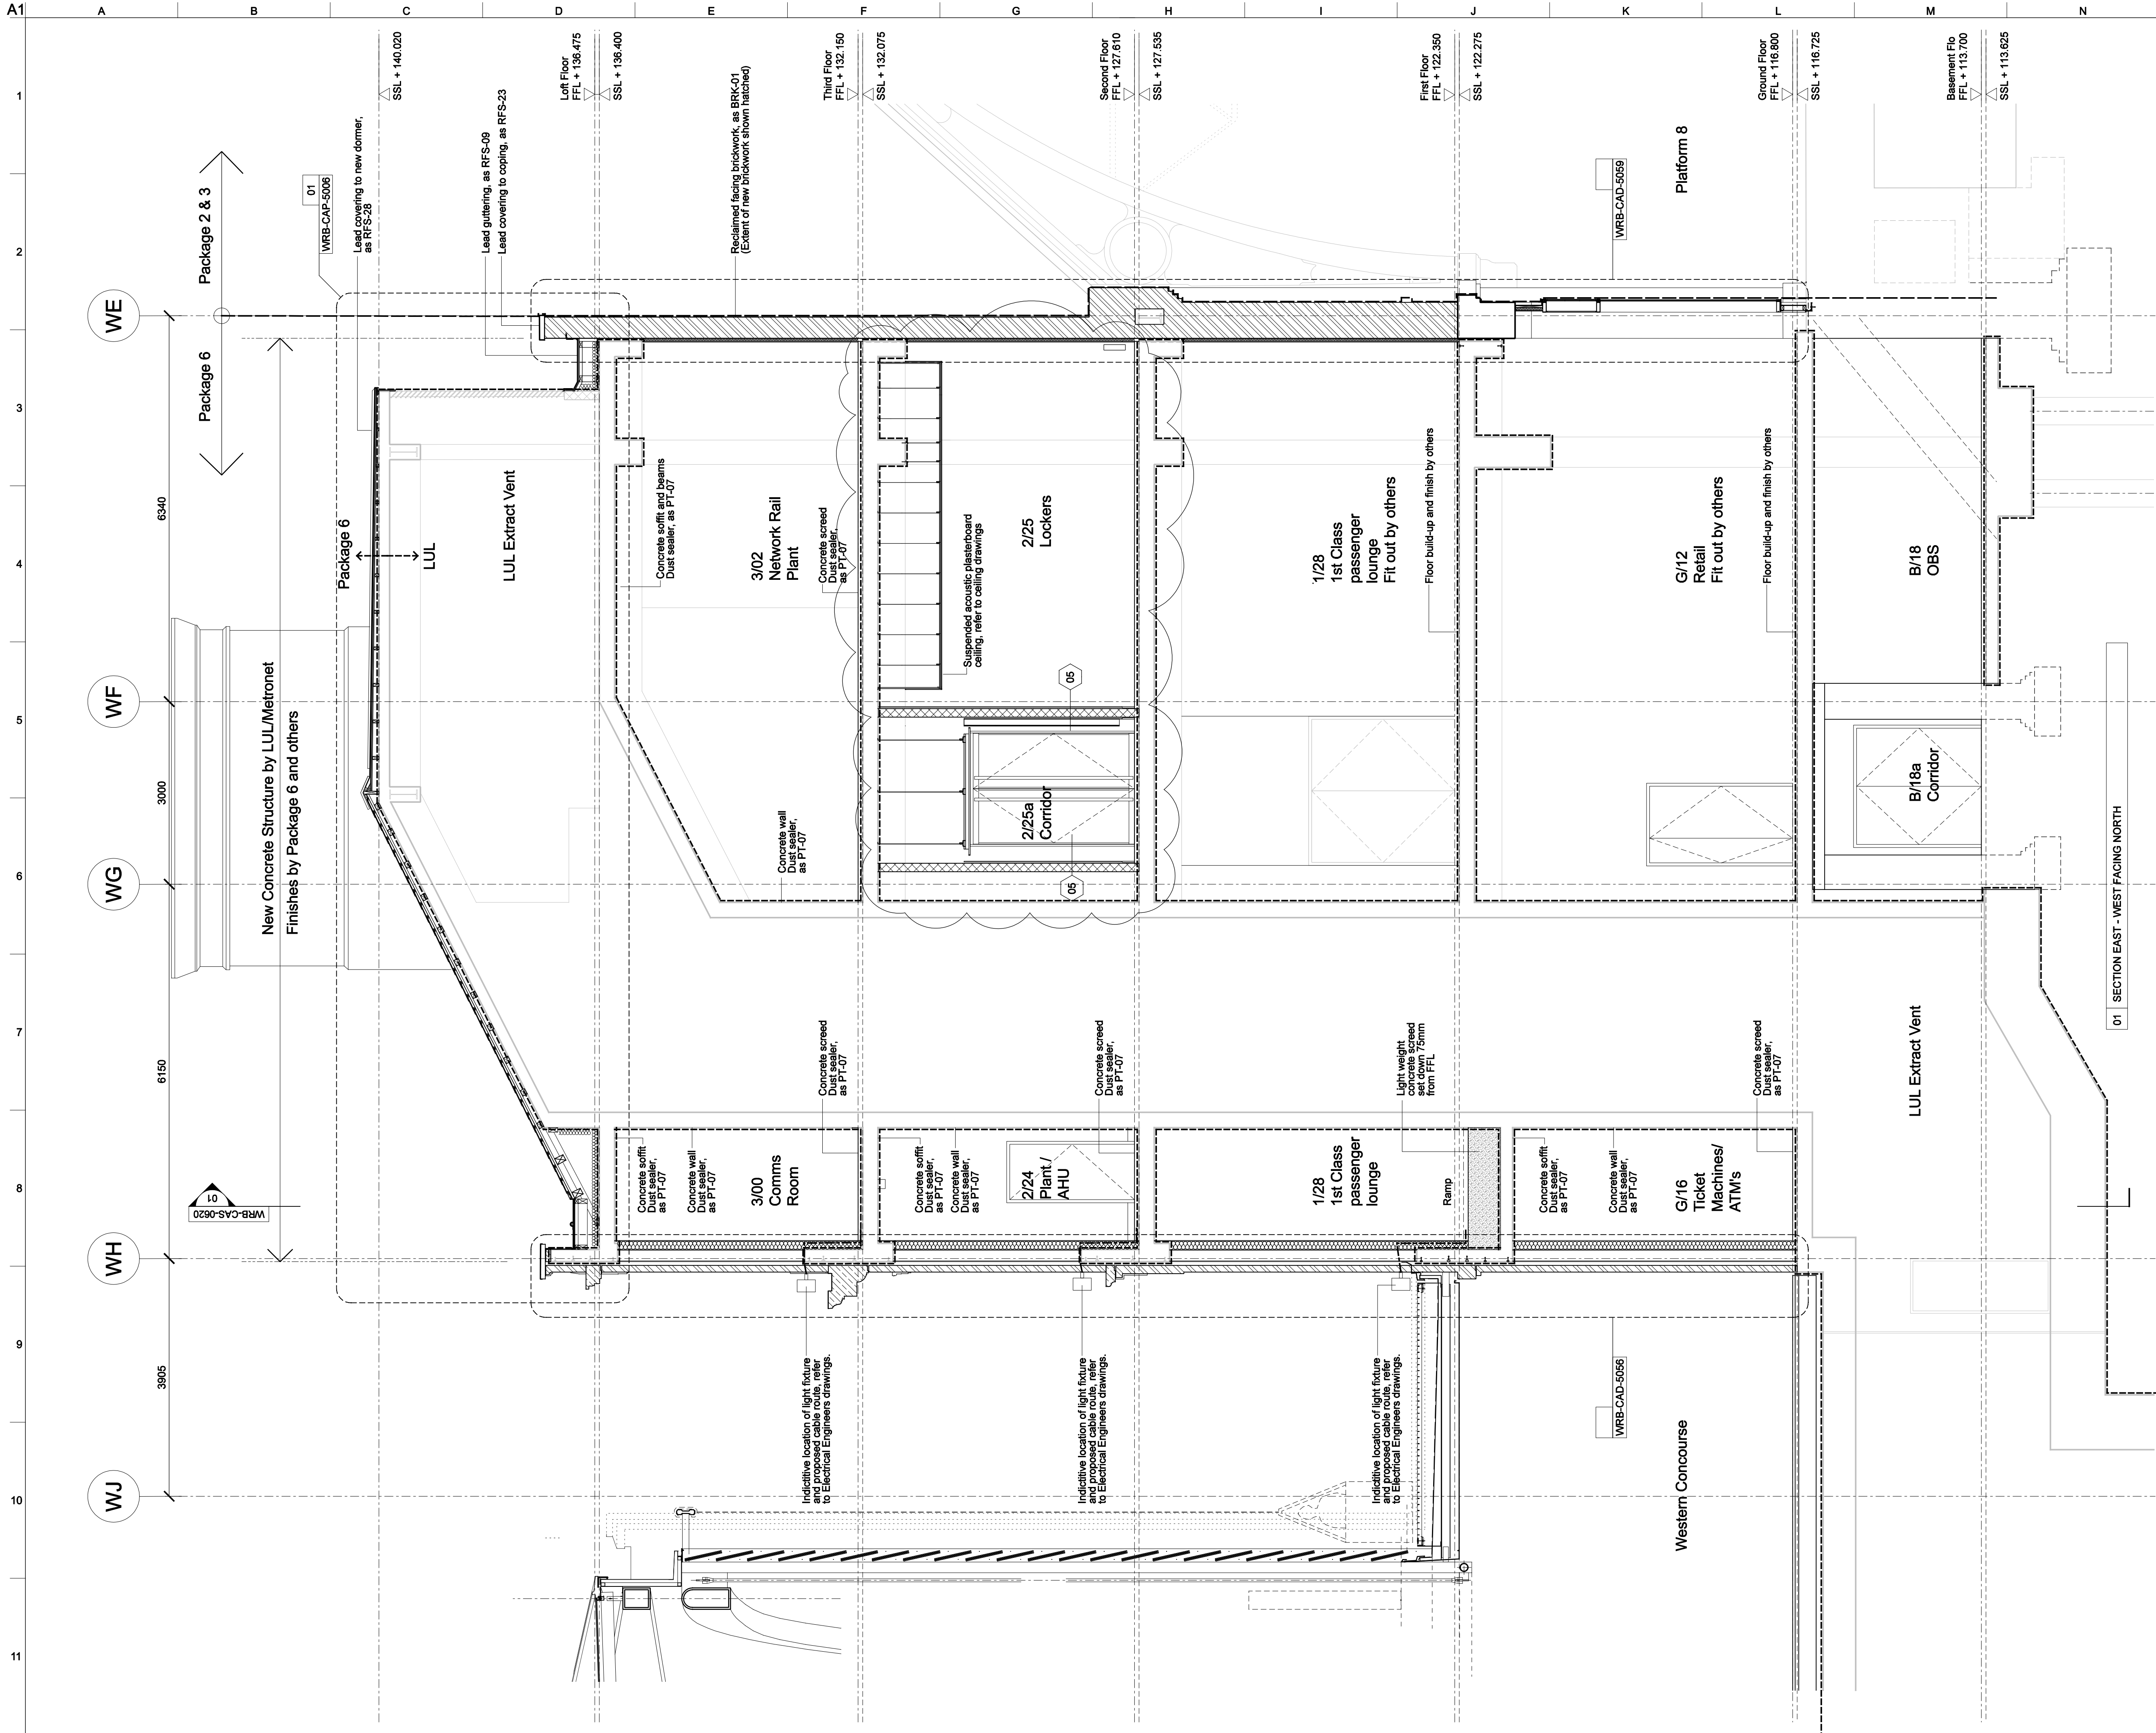 A1
A
B
C
D
E
F
G
H
I
J
K
L
M
N
1
2
3
4
5
6
7
8
9
10
11
SSL + 140.020
Loft Floor
FFL + 136.475
SSL + 136.400
Third Floor
FFL + 132.150
SSL + 132.075
Second Floor
FFL + 127.610
SSL + 127.535
First Floor
FFL + 122.350
SSL + 122.275
Ground Floor
FFL + 116.800
SSL + 116.725
Basement Flo
FFL + 113.700
SSL + 113.625
WE
WF
WG
WH
WJ
6340
3000
6150
3905
Package 2 & 3
Package 6
01
WRB-CAP-5006
Lead covering to new dormer,
as RFS-28
Lead guttering, as RFS-09
Lead covering to coping, as RFS-23
Reclaimed facing brickwork, as BRK-01
(Extent of new brickwork shown hatched)
WRB-CAD-5059
Platform 8
New Concrete Structure by LUL/Metronet
Finishes by Package 6 and others
Package 6
LUL
LUL Extract Vent
Concrete soffit and beams
Dust sealer, as PT-07
3/02
Network Rail
Plant
Concrete screed
Dust sealer,
as PT-07
Suspended acoustic plasterboard
ceiling, refer to ceiling drawings
2/25
Lockers
1/28
1st Class
passenger
lounge
Fit out by others
Floor build-up and finish by others
G/12
Retail
Fit out by others
Floor build-up and finish by others
B/18
OBS
05
05
2/25a
Corridor
Concrete wall
Dust sealer,
as PT-07
B/18a
Corridor
01 SECTION EAST - WEST FACING NORTH
LUL Extract Vent
Concrete screed
Dust sealer,
as PT-07
Concrete screed
Dust sealer,
as PT-07
Light weight
concrete screed
set down 75mm
from FFL
Concrete screed
Dust sealer,
as PT-07
01
WRB-CAS-0620
Concrete soffit
Dust sealer,
as PT-07
Concrete wall
Dust sealer,
as PT-07
3/00
Comms
Room
Concrete soffit
Dust sealer,
as PT-07
Concrete wall
Dust sealer,
as PT-07
2/24
Plant./
AHU
1/28
1st Class
passenger
lounge
Ramp
Concrete soffit
Dust sealer,
as PT-07
Concrete wall
Dust sealer,
as PT-07
G/16
Ticket
Machines/
ATM's
Indictitive location of light fixture
and proposed cable route, refer
to Electrical Engineers drawings.
Indictitive location of light fixture
and proposed cable route, refer
to Electrical Engineers drawings.
Indictitive location of light fixture
and proposed cable route, refer
to Electrical Engineers drawings.
WRB-CAD-5056
Western Concourse